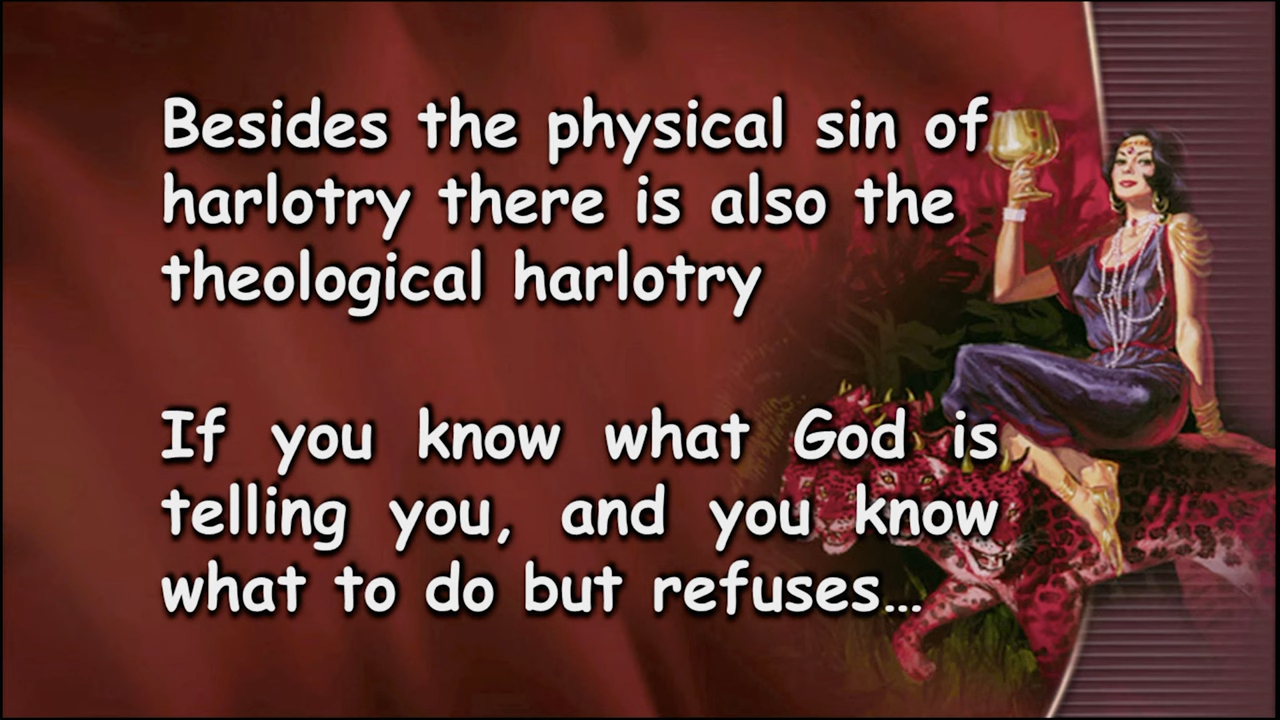 Besides the physical sin of
harlotry there is also the
theological harlotry
If you know what God is
telling you, and you know
what to do but refuses...